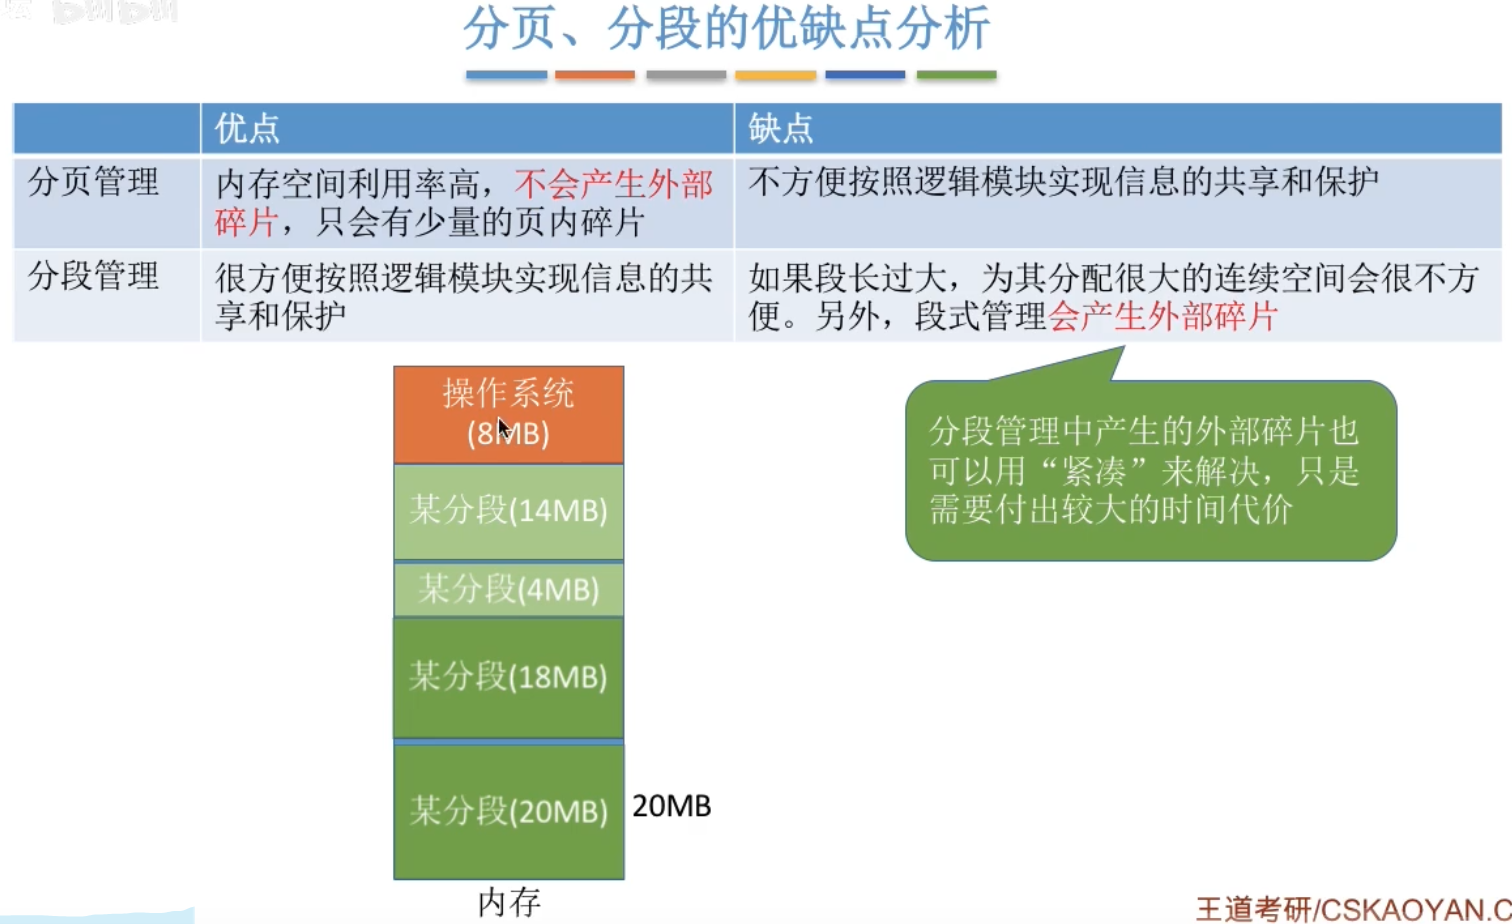 分页、分段的优缺点分析
优点
缺点
分页管理
内存空间利用率高，不会产生外部
碎片，只会有少量的页内碎片
不方便按照逻辑模块实现信息的共享和保护
分段管理
很方便按照逻辑模块实现信息的共
享和保护
如果段长过大，为其分配很大的连续空间会很不方
便。另外，段式管理会产生外部碎片
操作系统
(8MB)
某分段(14MB)
某分段(4MB)
某分段(18MB)
某分段(20MB)
20MB
内存
分段管理中产生的外部碎片也
可以用“紧凑”来解决，只是
需要付出较大的时间代价
王道考研/CSKAOYAN.C